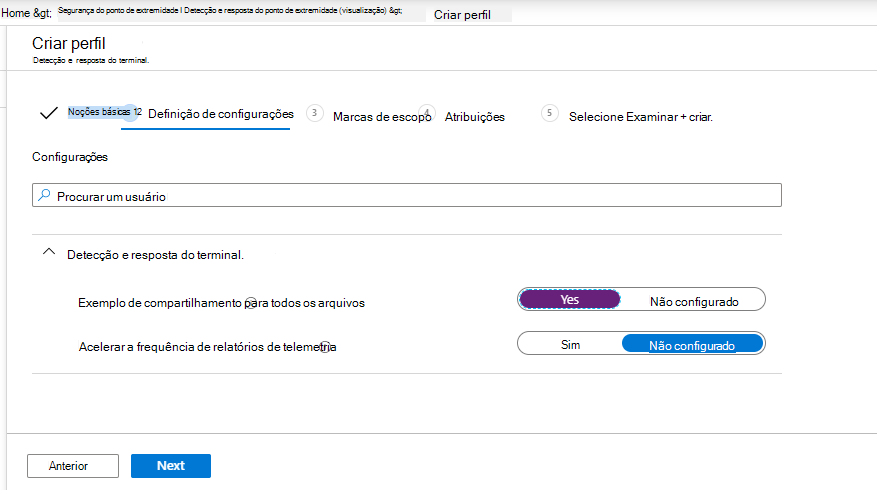 Home &gt; Segurança do ponto de extremidade I Detecção e resposta do ponto de extremidade (visualização) &gt; Criar perfil
Criar perfil
Detecção e resposta do terminal.
Noções básicas 12 Definição de configurações 3 Marcas de escopo 4 Atribuições 5 Selecione Examinar + criar.
Configurações
Procurar um usuário
Detecção e resposta do terminal.
Exemplo de compartilhamento para todos os arquivos Yes Não configurado
Acelerar a frequência de relatórios de telemetria Sim Não configurado
Anterior Next